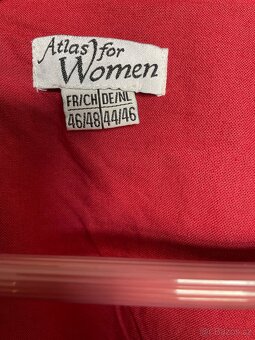 Atlas for
Women
FR/CH DE/NL
46/48 44/46